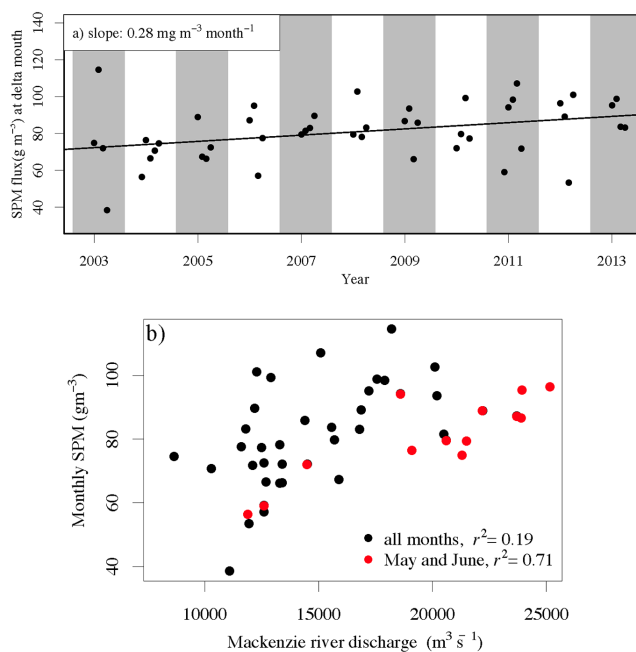 a) slope: 0.28 mg m⁻³ month⁻¹
SPM flux(g m⁻³) at delta mouth
140
120
100
80
60
40
2003 2005 2007 2009 2011 2013
Year
b)
Monthly SPM (gm⁻³)
100
80
60
40
all months, r²= 0.19
May and June, r²= 0.71
10000 15000 20000 25000
Mackenzie river discharge (m³ s⁻¹)